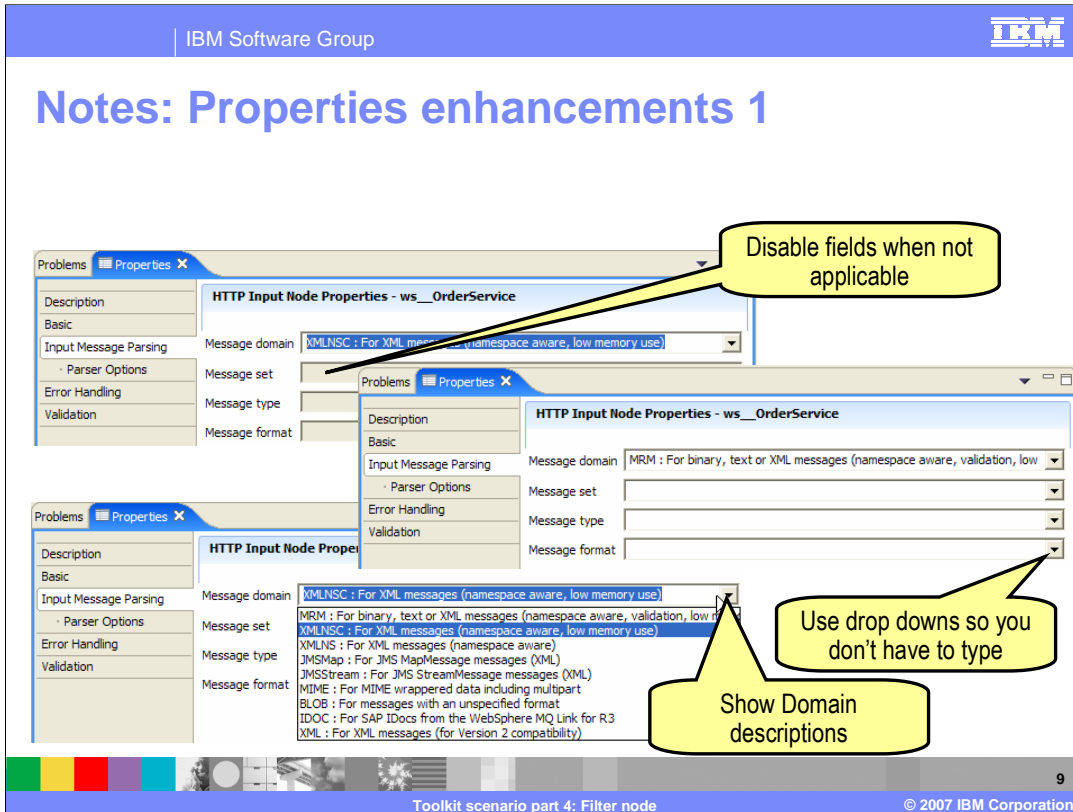 IBM Software Group
IBM
Notes: Properties enhancements 1
Disable fields when not
applicable
Problems
Properties
Description
Basic
Input Message Parsing
· Parser Options
Error Handling
Validation
HTTP Input Node Properties - ws__OrderService
Message domain
XMLNSC : For XML messages (namespace aware, low memory use)
Message set
Message type
Message format
Problems
Properties
Description
Basic
Input Message Parsing
· Parser Options
Error Handling
Validation
HTTP Input Node Properties - ws__OrderService
Message domain
MRM : For binary, text or XML messages (namespace aware, validation, low
Message set
Message type
Message format
Problems
Properties
Description
Basic
Input Message Parsing
· Parser Options
Error Handling
Validation
HTTP Input Node
Message domain
XMLNSC : For XML messages (namespace aware, low memory use)
Message set
Message type
Message format
MRM : For binary, text or XML messages (namespace aware, validation, low
XMLNSC : For XML messages (namespace aware, low memory use)
XMLNS : For XML messages (namespace aware)
JMSMap : For JMS MapMessage messages (XML)
JMSStream : For JMS StreamMessage messages (XML)
MIME : For MIME wrappered data including multipart
BLOB : For messages with an unspecified format
IDOC : For SAP IDocs from the WebSphere MQ Link for R3
XML : For XML messages (for Version 2 compatibility)
Use drop downs so you
don't have to type
Show Domain
descriptions
9
Toolkit scenario part 4: Filter node
© 2007 IBM Corporation